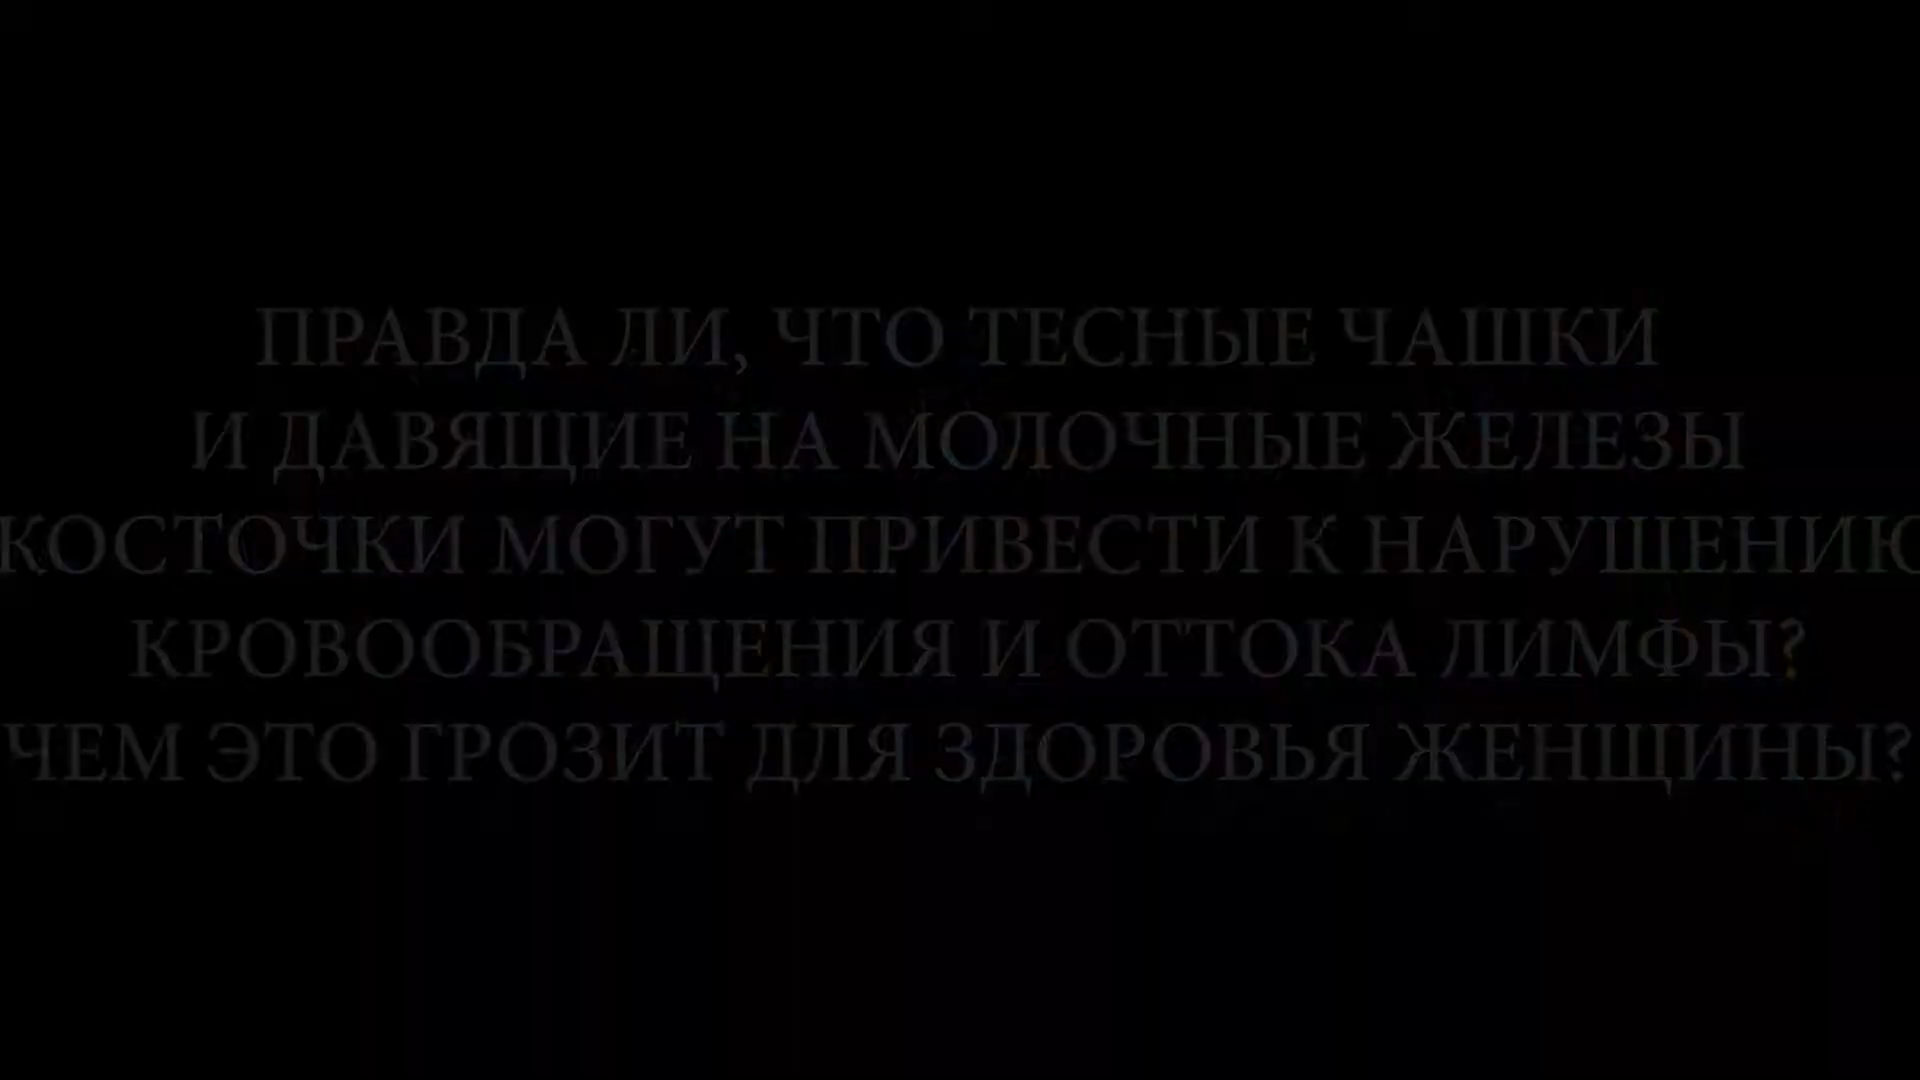 ПРАВДА ЛИ, ЧТО ТЕСНЫЕ ЧАШКИ
И ДАВЯЩИЕ НА МОЛОЧНЫЕ ЖЕЛЕЗЫ
КОСТОЧКИ МОГУТ ПРИВЕСТИ К НАРУШЕНИЮ
КРОВООБРАЩЕНИЯ И ОТТОКА ЛИМФЫ?
ЧЕМ ЭТО ГРОЗИТ ДЛЯ ЗДОРОВЬЯ ЖЕНЩИНЫ?